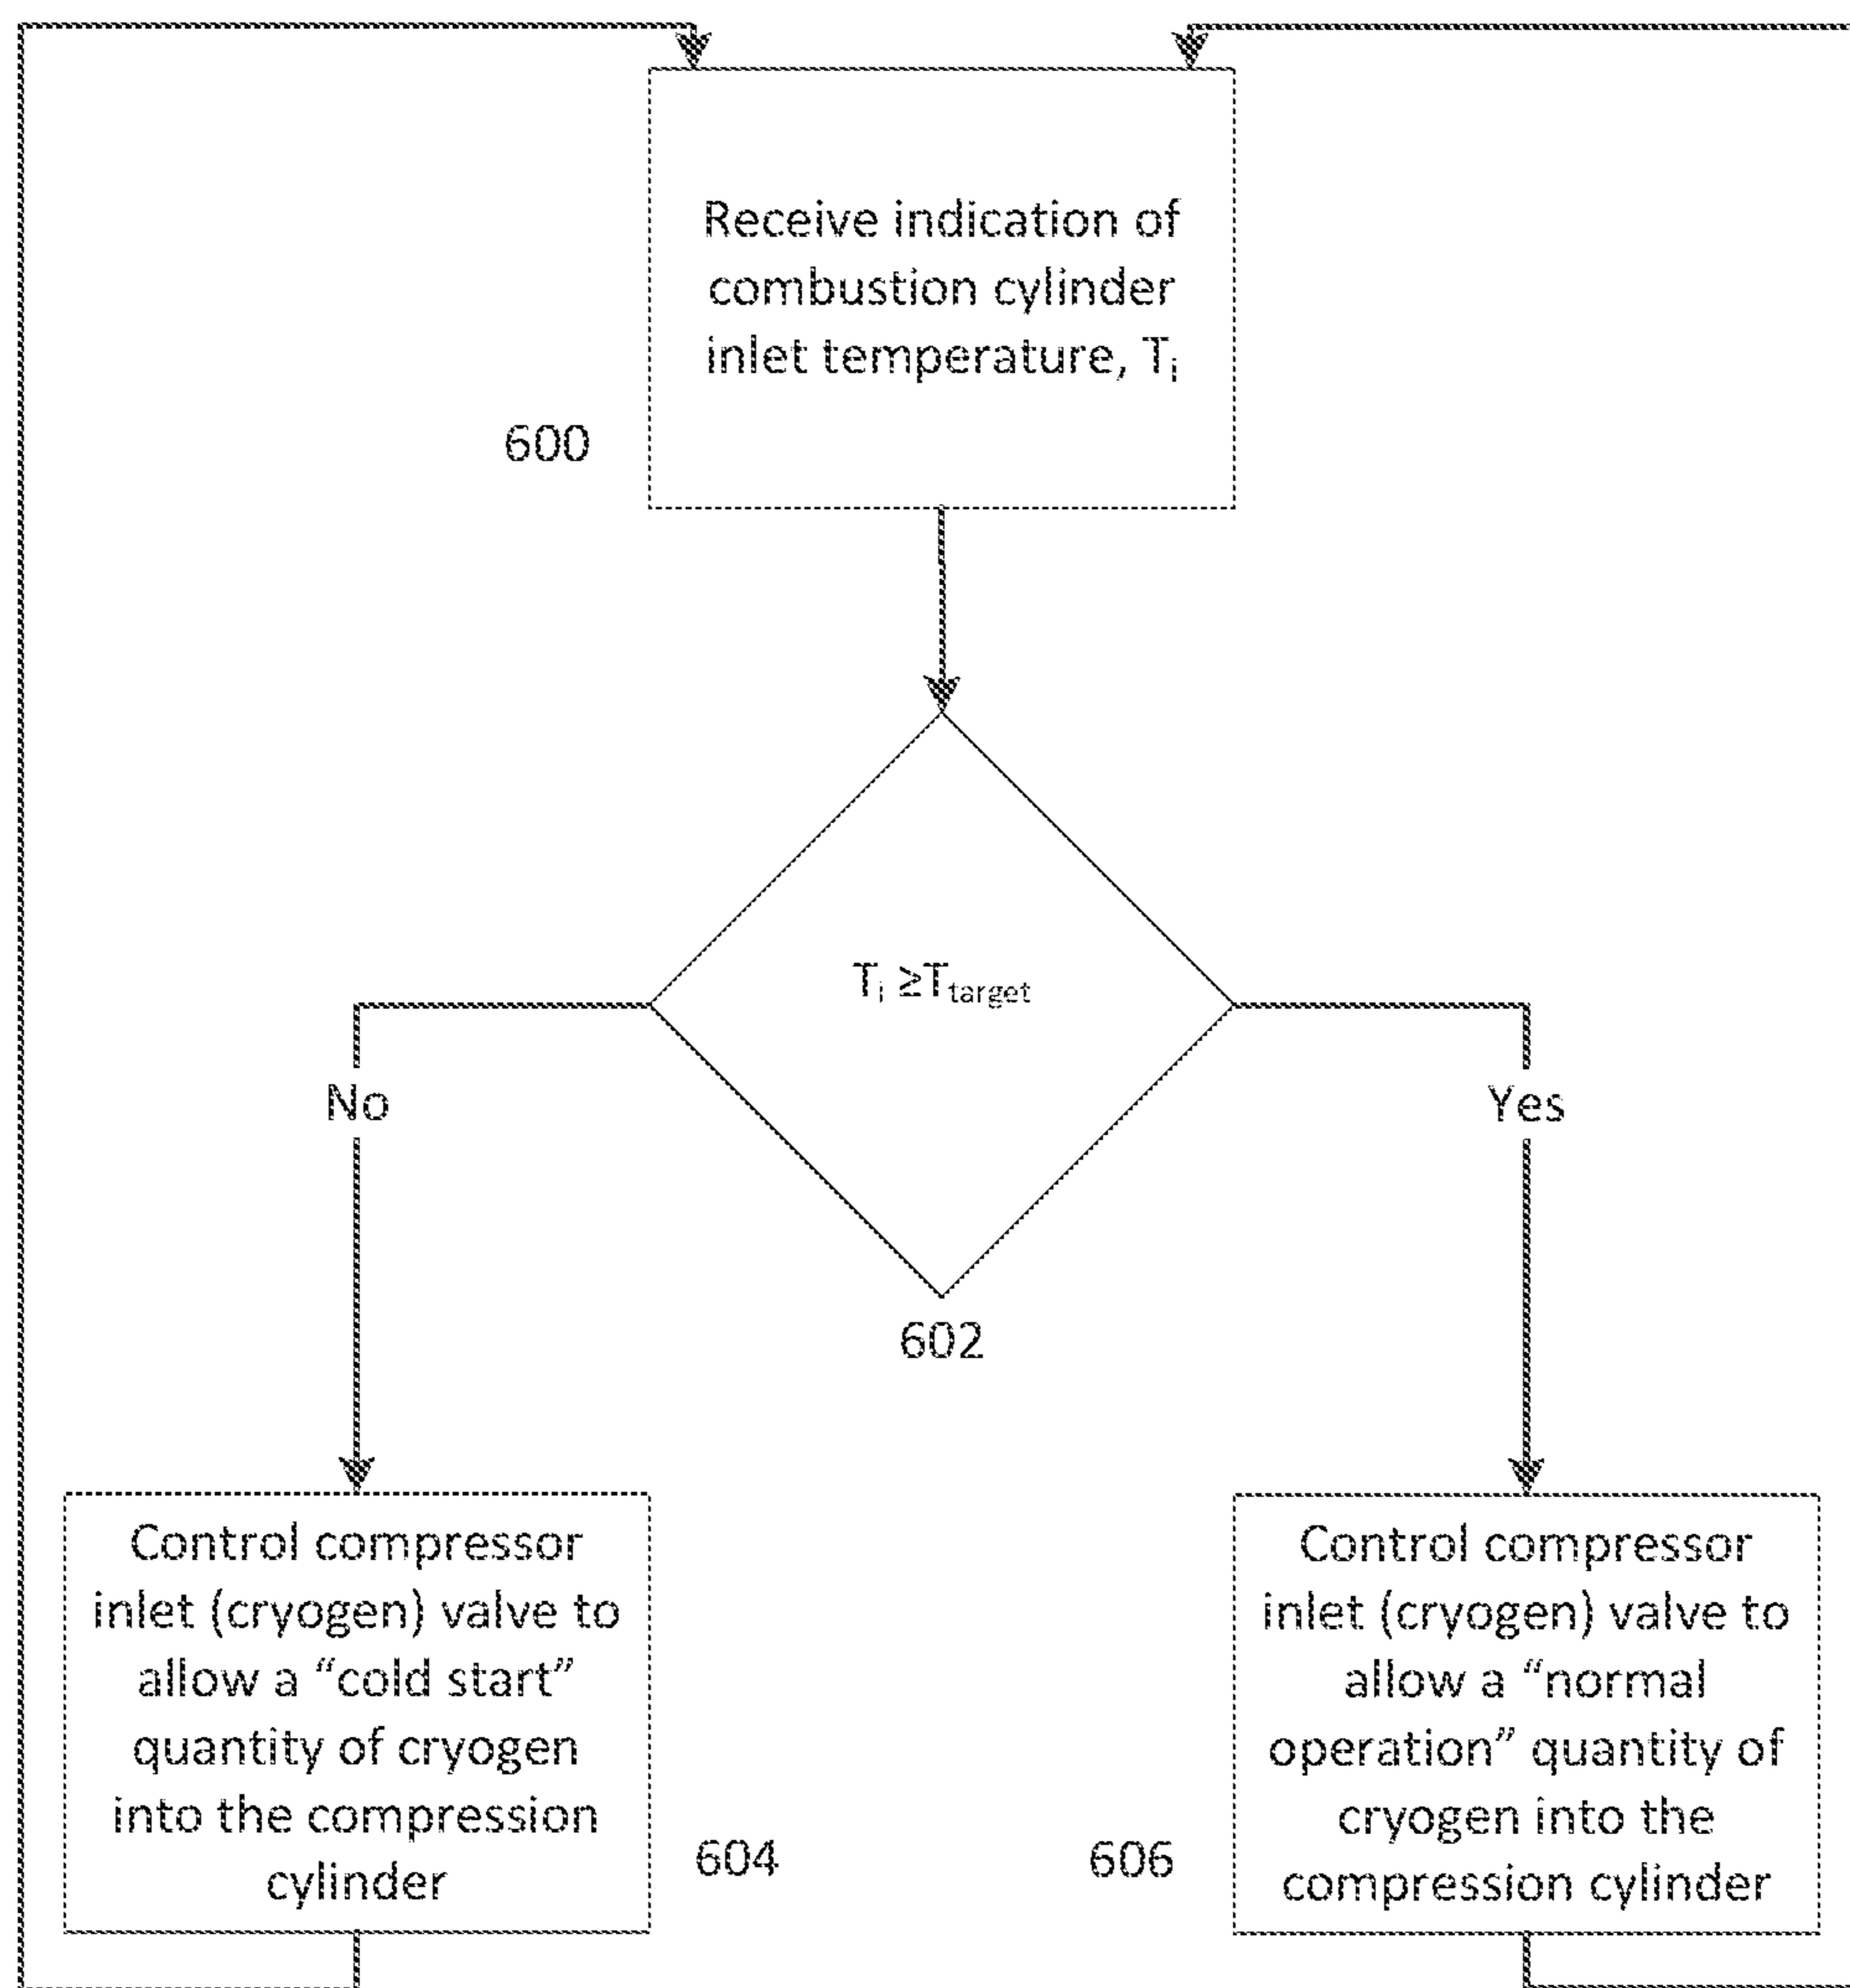 Receive indication of
combustion cylinder
inlet temperature, Ti
600
Ti ≥Ttarget
No
Yes
602
Control compressor
inlet (cryogen) valve to
allow a “cold start”
quantity of cryogen
into the compression
cylinder
604
606
Control compressor
inlet (cryogen) valve to
allow a “normal
operation” quantity of
cryogen into the
compression cylinder